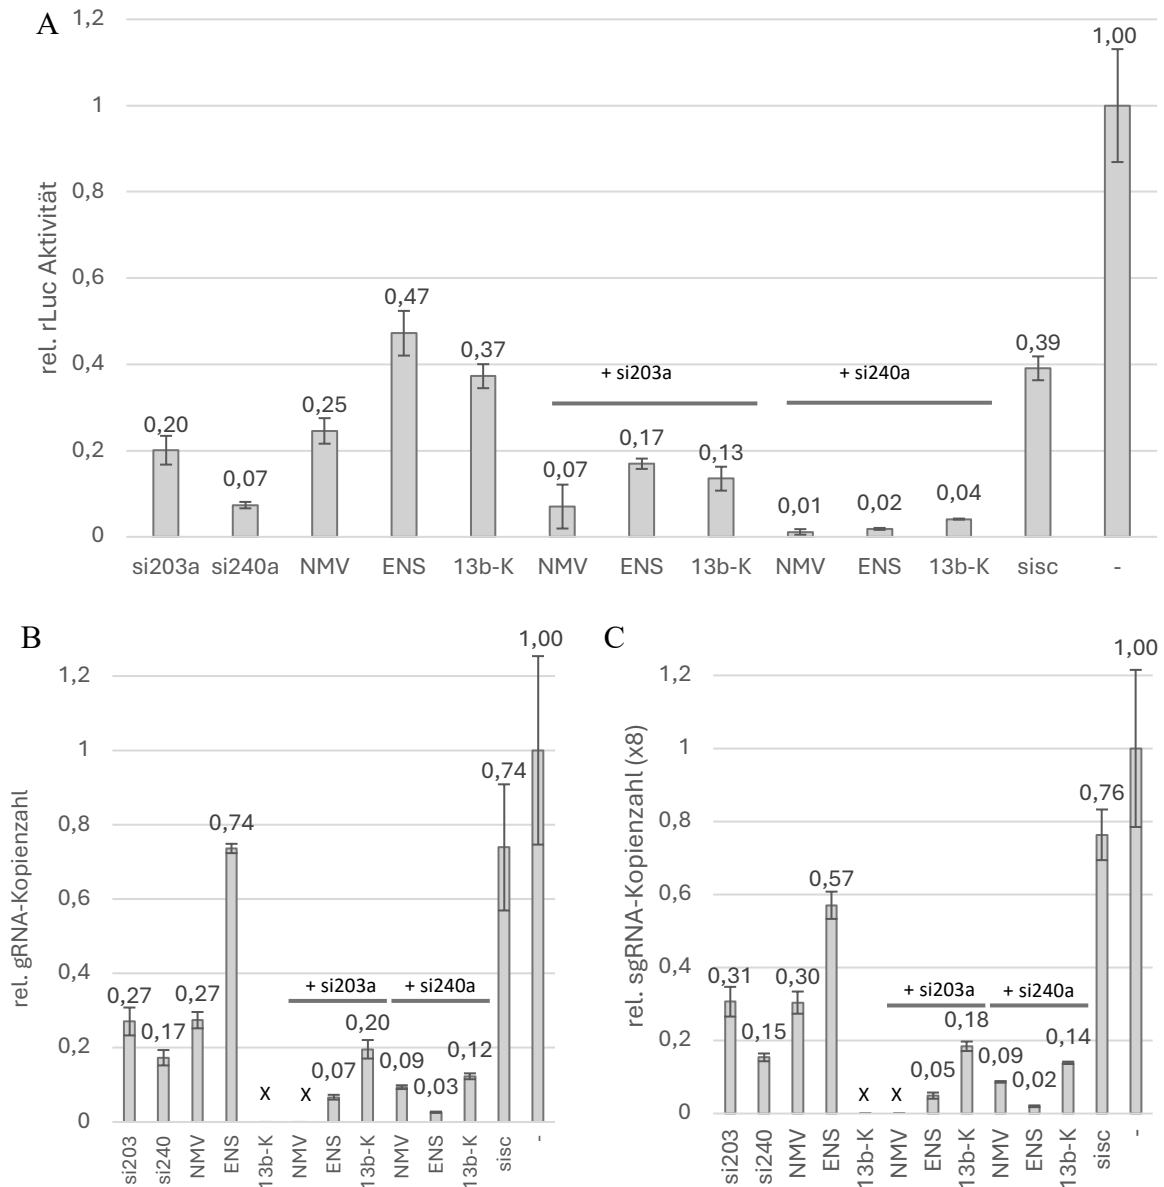 A
rel. rLuc Aktivität
1,2
1
0,8
0,6
0,4
0,2
0
0,20
0,07
0,25
0,47
0,37
0,07
0,17
0,13
0,01
0,02
0,04
0,39
1,00
+ si203a
+ si240a
si203a si240a NMV ENS 13b-K NMV ENS 13b-K NMV ENS 13b-K sisc -
B
rel. gRNA-Kopienzahl
1,2
1
0,8
0,6
0,4
0,2
0
0,27
0,17
0,27
0,74
x
x
0,07
0,20
0,09
0,03
0,12
0,74
1,00
+ si203a
+ si240a
si203 si240 NMV ENS 13b-K NMV ENS 13b-K NMV ENS 13b-K sisc -
C
rel. sgRNA-Kopienzahl (x8)
1,2
1
0,8
0,6
0,4
0,2
0
0,31
0,15
0,30
0,57
x
x
0,05
0,18
0,09
0,02
0,14
0,76
1,00
+ si203a
+ si240a
si203 si240 NMV ENS 13b-K NMV ENS 13b-K NMV ENS 13b-K sisc -